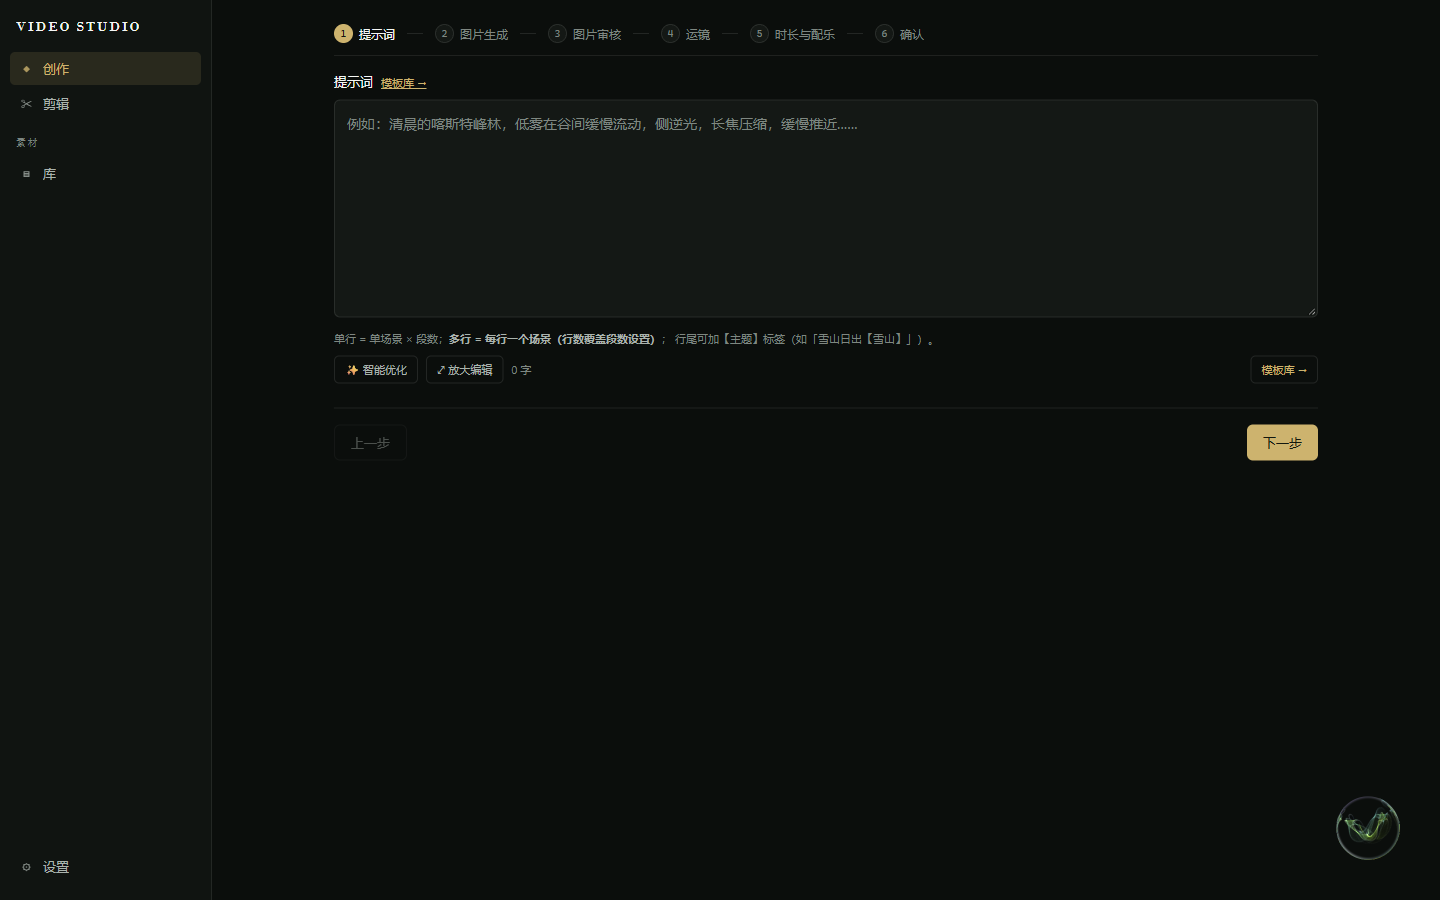 VIDEO STUDIO
创作
剪辑
素材
库
设置
1 提示词 2 图片生成 3 图片审核 4 运镜 5 时长与配乐 6 确认
提示词 模板库 →
例如：清晨的喀斯特峰林，低雾在谷间缓慢流动，侧逆光，长焦压缩，缓慢推近……
单行 = 单场景 × 段数；多行 = 每行一个场景（行数覆盖段数设置）； 行尾可加【主题】标签（如「雪山日出【雪山】」）。
✨ 智能优化 ⤢ 放大编辑 0 字 模板库 →
上一步 下一步